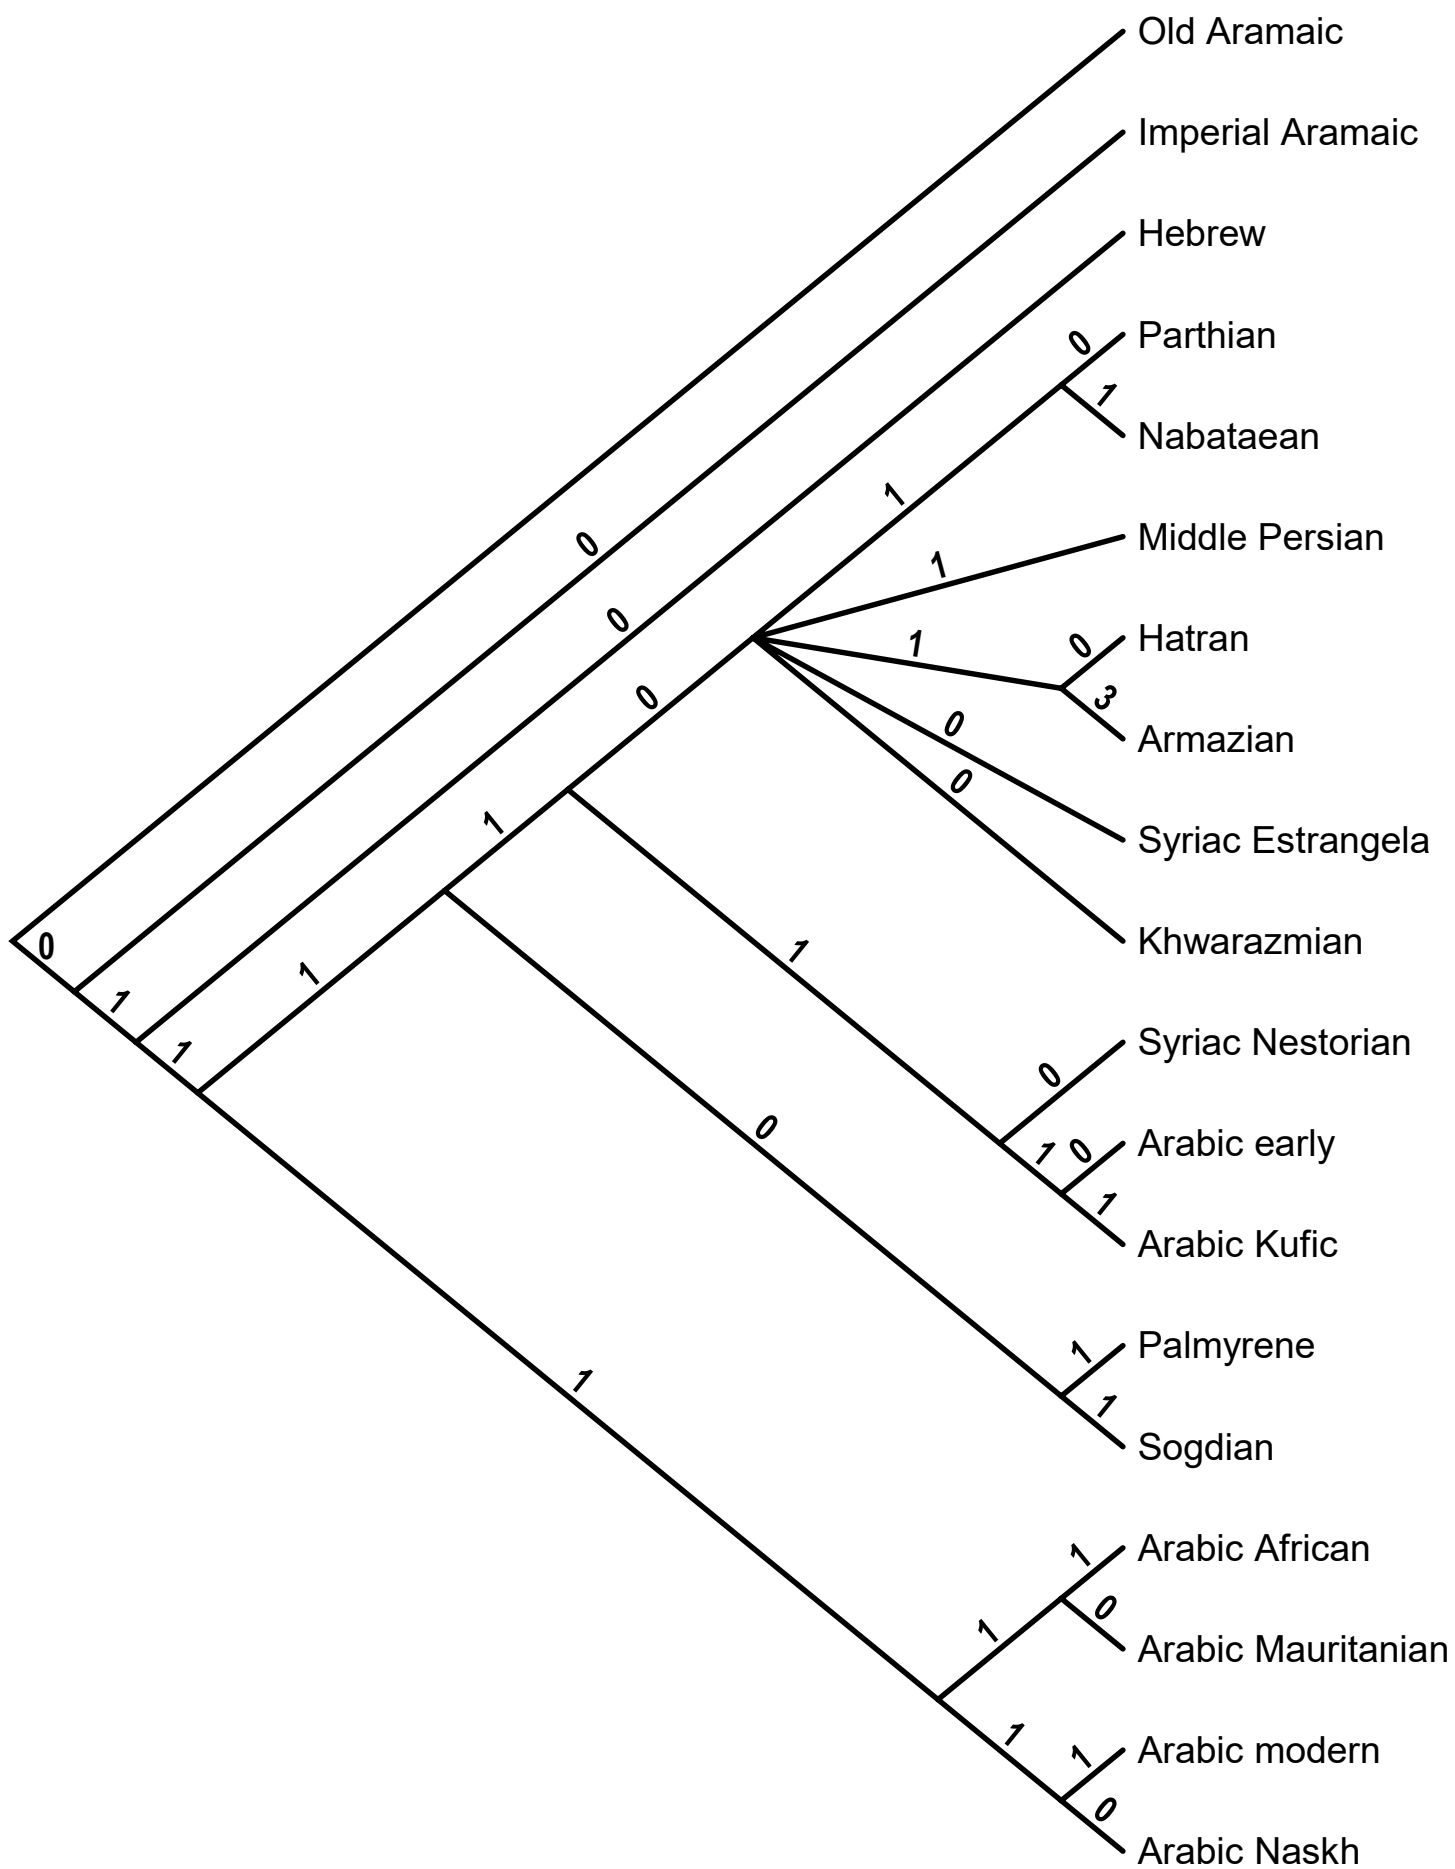 Old Aramaic
Imperial Aramaic
Hebrew
0
Parthian
1
Nabataean
1
1
Middle Persian
0
1
0
Hatran
0
3
Armazian
0
0
Syriac Estrangela
1
0
Khwarazmian
0
1
1
1
1
0
Syriac Nestorian
0
1
0
Arabic early
1
Arabic Kufic
1
Palmyrene
1
1
Sogdian
1
Arabic African
1
0
Arabic Mauritanian
1
1
Arabic modern
0
Arabic Naskh